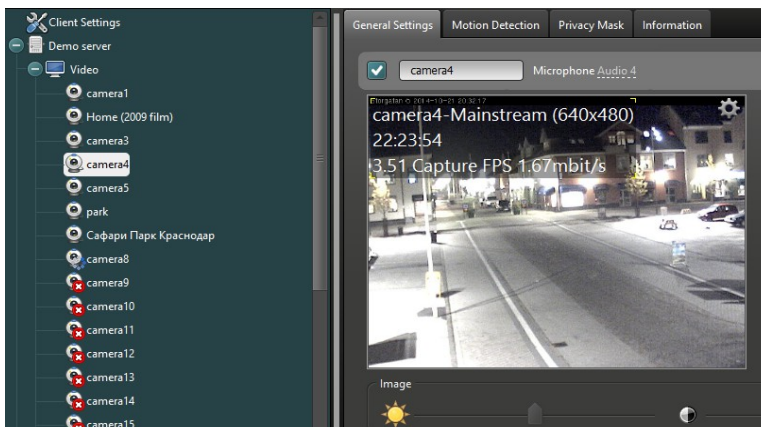 Client Settings
Demo server
Video
camera1
Home (2009 film)
camera3
camera4
camera5
park
Сафари Парк Краснодар
camera8
camera9
camera10
camera11
camera12
camera13
camera14
camera15
General Settings Motion Detection Privacy Mask Information
camera4 Microphone Audio 4
camera4-Mainstream (640x480)
22:23:54
3.51 Capture FPS 1.67mbit/s
Image